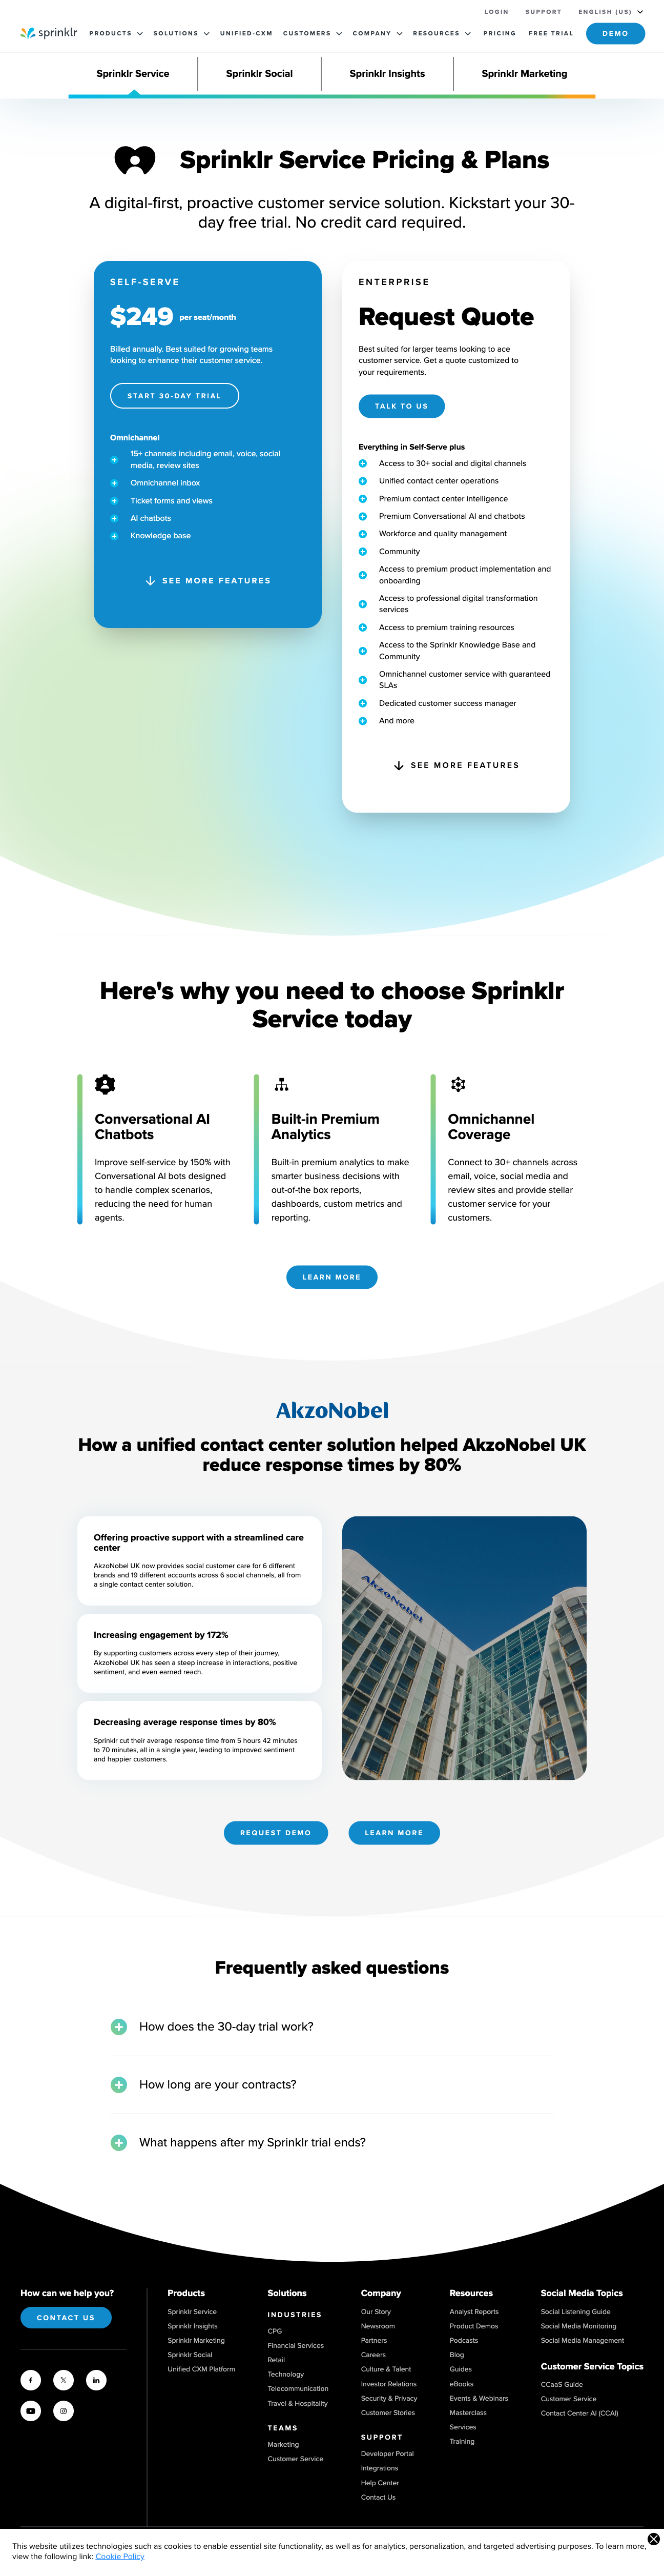 LOGIN SUPPORT ENGLISH (US)
sprinklr PRODUCTS SOLUTIONS UNIFIED-CXM CUSTOMERS COMPANY RESOURCES PRICING FREE TRIAL DEMO
Sprinklr Service Sprinklr Social Sprinklr Insights Sprinklr Marketing
Sprinklr Service Pricing & Plans
A digital-first, proactive customer service solution. Kickstart your 30-
day free trial. No credit card required.
SELF-SERVE
$249 per seat/month
Billed annually. Best suited for growing teams
looking to enhance their customer service.
START 30-DAY TRIAL
Omnichannel
15+ channels including email, voice, social
media, review sites
Omnichannel inbox
Ticket forms and views
AI chatbots
Knowledge base
SEE MORE FEATURES
ENTERPRISE
Request Quote
Best suited for larger teams looking to ace
customer service. Get a quote customized to
your requirements.
TALK TO US
Everything in Self-Serve plus
Access to 30+ social and digital channels
Unified contact center operations
Premium contact center intelligence
Premium Conversational AI and chatbots
Workforce and quality management
Community
Access to premium product implementation and
onboarding
Access to professional digital transformation
services
Access to premium training resources
Access to the Sprinklr Knowledge Base and
Community
Omnichannel customer service with guaranteed
SLAs
Dedicated customer success manager
And more
SEE MORE FEATURES
Here's why you need to choose Sprinklr
Service today
Conversational AI
Chatbots
Improve self-service by 150% with
Conversational AI bots designed
to handle complex scenarios,
reducing the need for human
agents.
Built-in Premium
Analytics
Built-in premium analytics to make
smarter business decisions with
out-of-the box reports,
dashboards, custom metrics and
reporting.
Omnichannel
Coverage
Connect to 30+ channels across
email, voice, social media and
review sites and provide stellar
customer service for your
customers.
LEARN MORE
AkzoNobel
How a unified contact center solution helped AkzoNobel UK
reduce response times by 80%
Offering proactive support with a streamlined care
center
AkzoNobel UK now provides social customer care for 6 different
brands and 19 different accounts across 6 social channels, all from
a single contact center solution.
Increasing engagement by 172%
By supporting customers across every step of their journey,
AkzoNobel UK has seen a steep increase in interactions, positive
sentiment, and even earned reach.
Decreasing average response times by 80%
Sprinklr cut their average response time from 5 hours 42 minutes
to 70 minutes, all in a single year, leading to improved sentiment
and happier customers.
AkzoNobel
REQUEST DEMO LEARN MORE
Frequently asked questions
How does the 30-day trial work?
How long are your contracts?
What happens after my Sprinklr trial ends?
How can we help you?
CONTACT US
Products
Sprinklr Service
Sprinklr Insights
Sprinklr Marketing
Sprinklr Social
Unified CXM Platform
Solutions
INDUSTRIES
CPG
Financial Services
Retail
Technology
Telecommunication
Travel & Hospitality
TEAMS
Marketing
Customer Service
Company
Our Story
Newsroom
Partners
Careers
Culture & Talent
Investor Relations
Security & Privacy
Customer Stories
SUPPORT
Developer Portal
Integrations
Help Center
Contact Us
Resources
Analyst Reports
Product Demos
Podcasts
Blog
Guides
eBooks
Events & Webinars
Masterclass
Services
Training
Social Media Topics
Social Listening Guide
Social Media Monitoring
Social Media Management
Customer Service Topics
CCaaS Guide
Customer Service
Contact Center AI (CCAI)
This website utilizes technologies such as cookies to enable essential site functionality, as well as for analytics, personalization, and targeted advertising purposes. To learn more,
view the following link: Cookie Policy